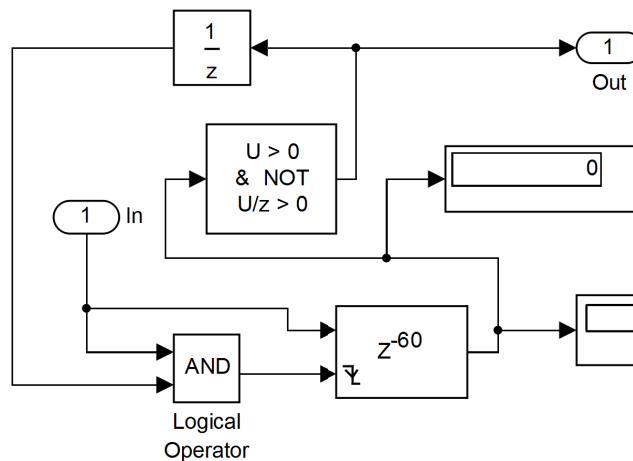 1
z
1
Out
U > 0
& NOT
U/z > 0
0
1
In
z-60
AND
Logical
Operator